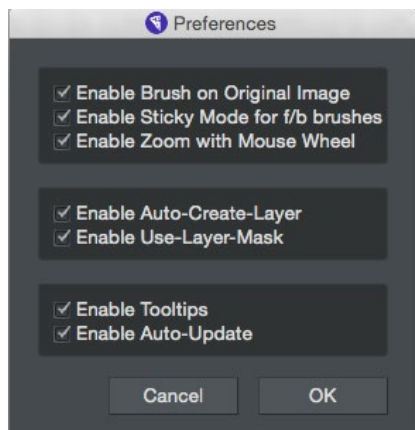 Preferences
Enable Brush on Original Image
Enable Sticky Mode for f/b brushes
Enable Zoom with Mouse Wheel
Enable Auto-Create-Layer
Enable Use-Layer-Mask
Enable Tooltips
Enable Auto-Update
Cancel OK